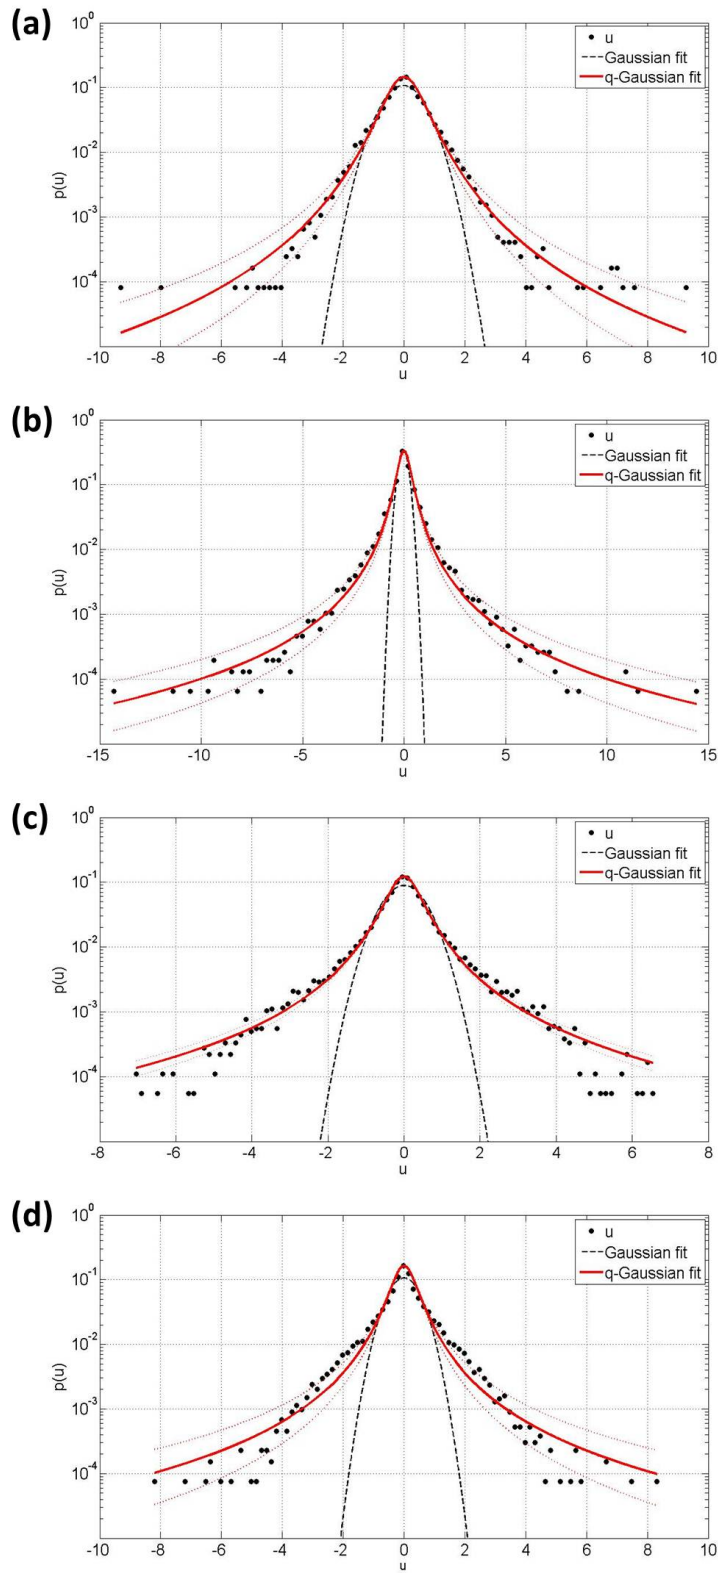 (a)
10^0
10^-1
10^-2
10^-3
10^-4
p(u)
u
Gaussian fit
q-Gaussian fit
-10 -8 -6 -4 -2 0 2 4 6 8 10
u
(b)
10^0
10^-1
10^-2
10^-3
10^-4
p(u)
u
Gaussian fit
q-Gaussian fit
-15 -10 -5 0 5 10 15
u
(c)
10^0
10^-1
10^-2
10^-3
10^-4
p(u)
u
Gaussian fit
q-Gaussian fit
-8 -6 -4 -2 0 2 4 6 8
u
(d)
10^0
10^-1
10^-2
10^-3
10^-4
p(u)
u
Gaussian fit
q-Gaussian fit
-10 -8 -6 -4 -2 0 2 4 6 8 10
u